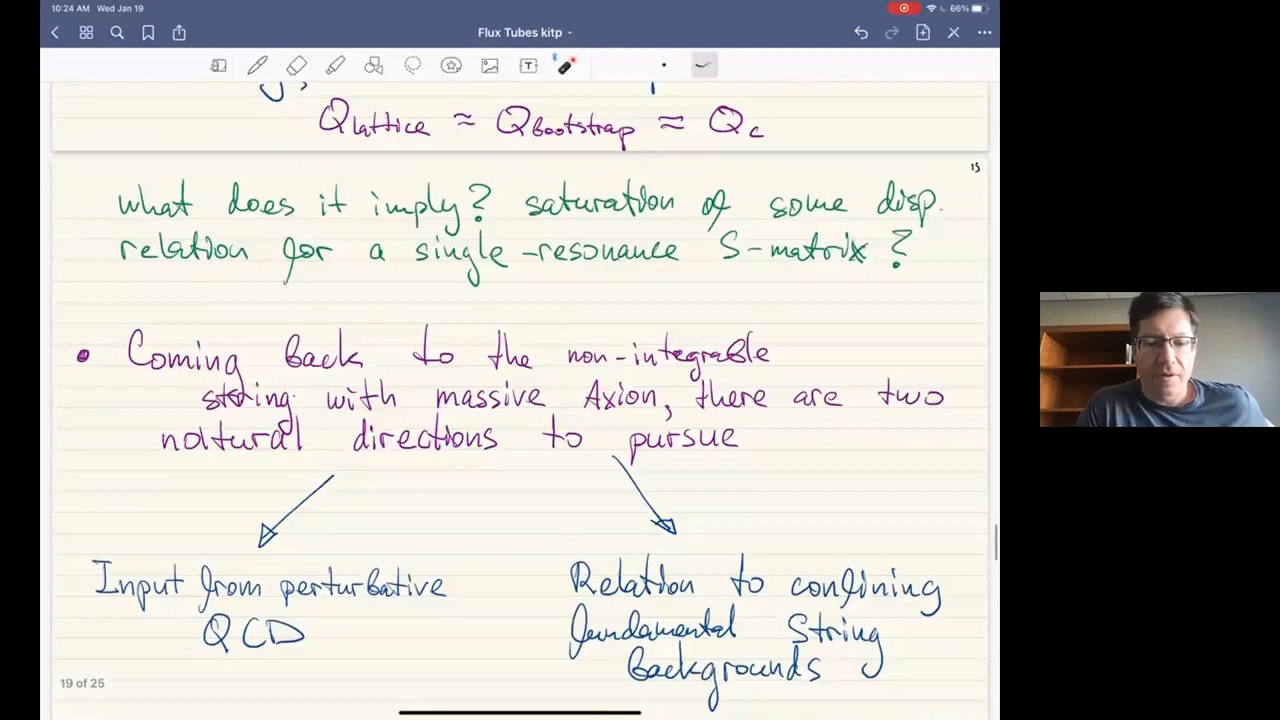 10:24 AM Wed Jan 19
66%
Flux Tubes kitp
Qlattice ≈ QBootstrap ≈ Qc
15
what does it imply? saturation of some disp.
relation for a single-resonance S-matrix?
• Coming back to the non-integrable
string with massive Axion, there are two
natural directions to pursue
Input from perturbative
QCD
Relation to confining
fundamental String
Backgrounds
19 of 25